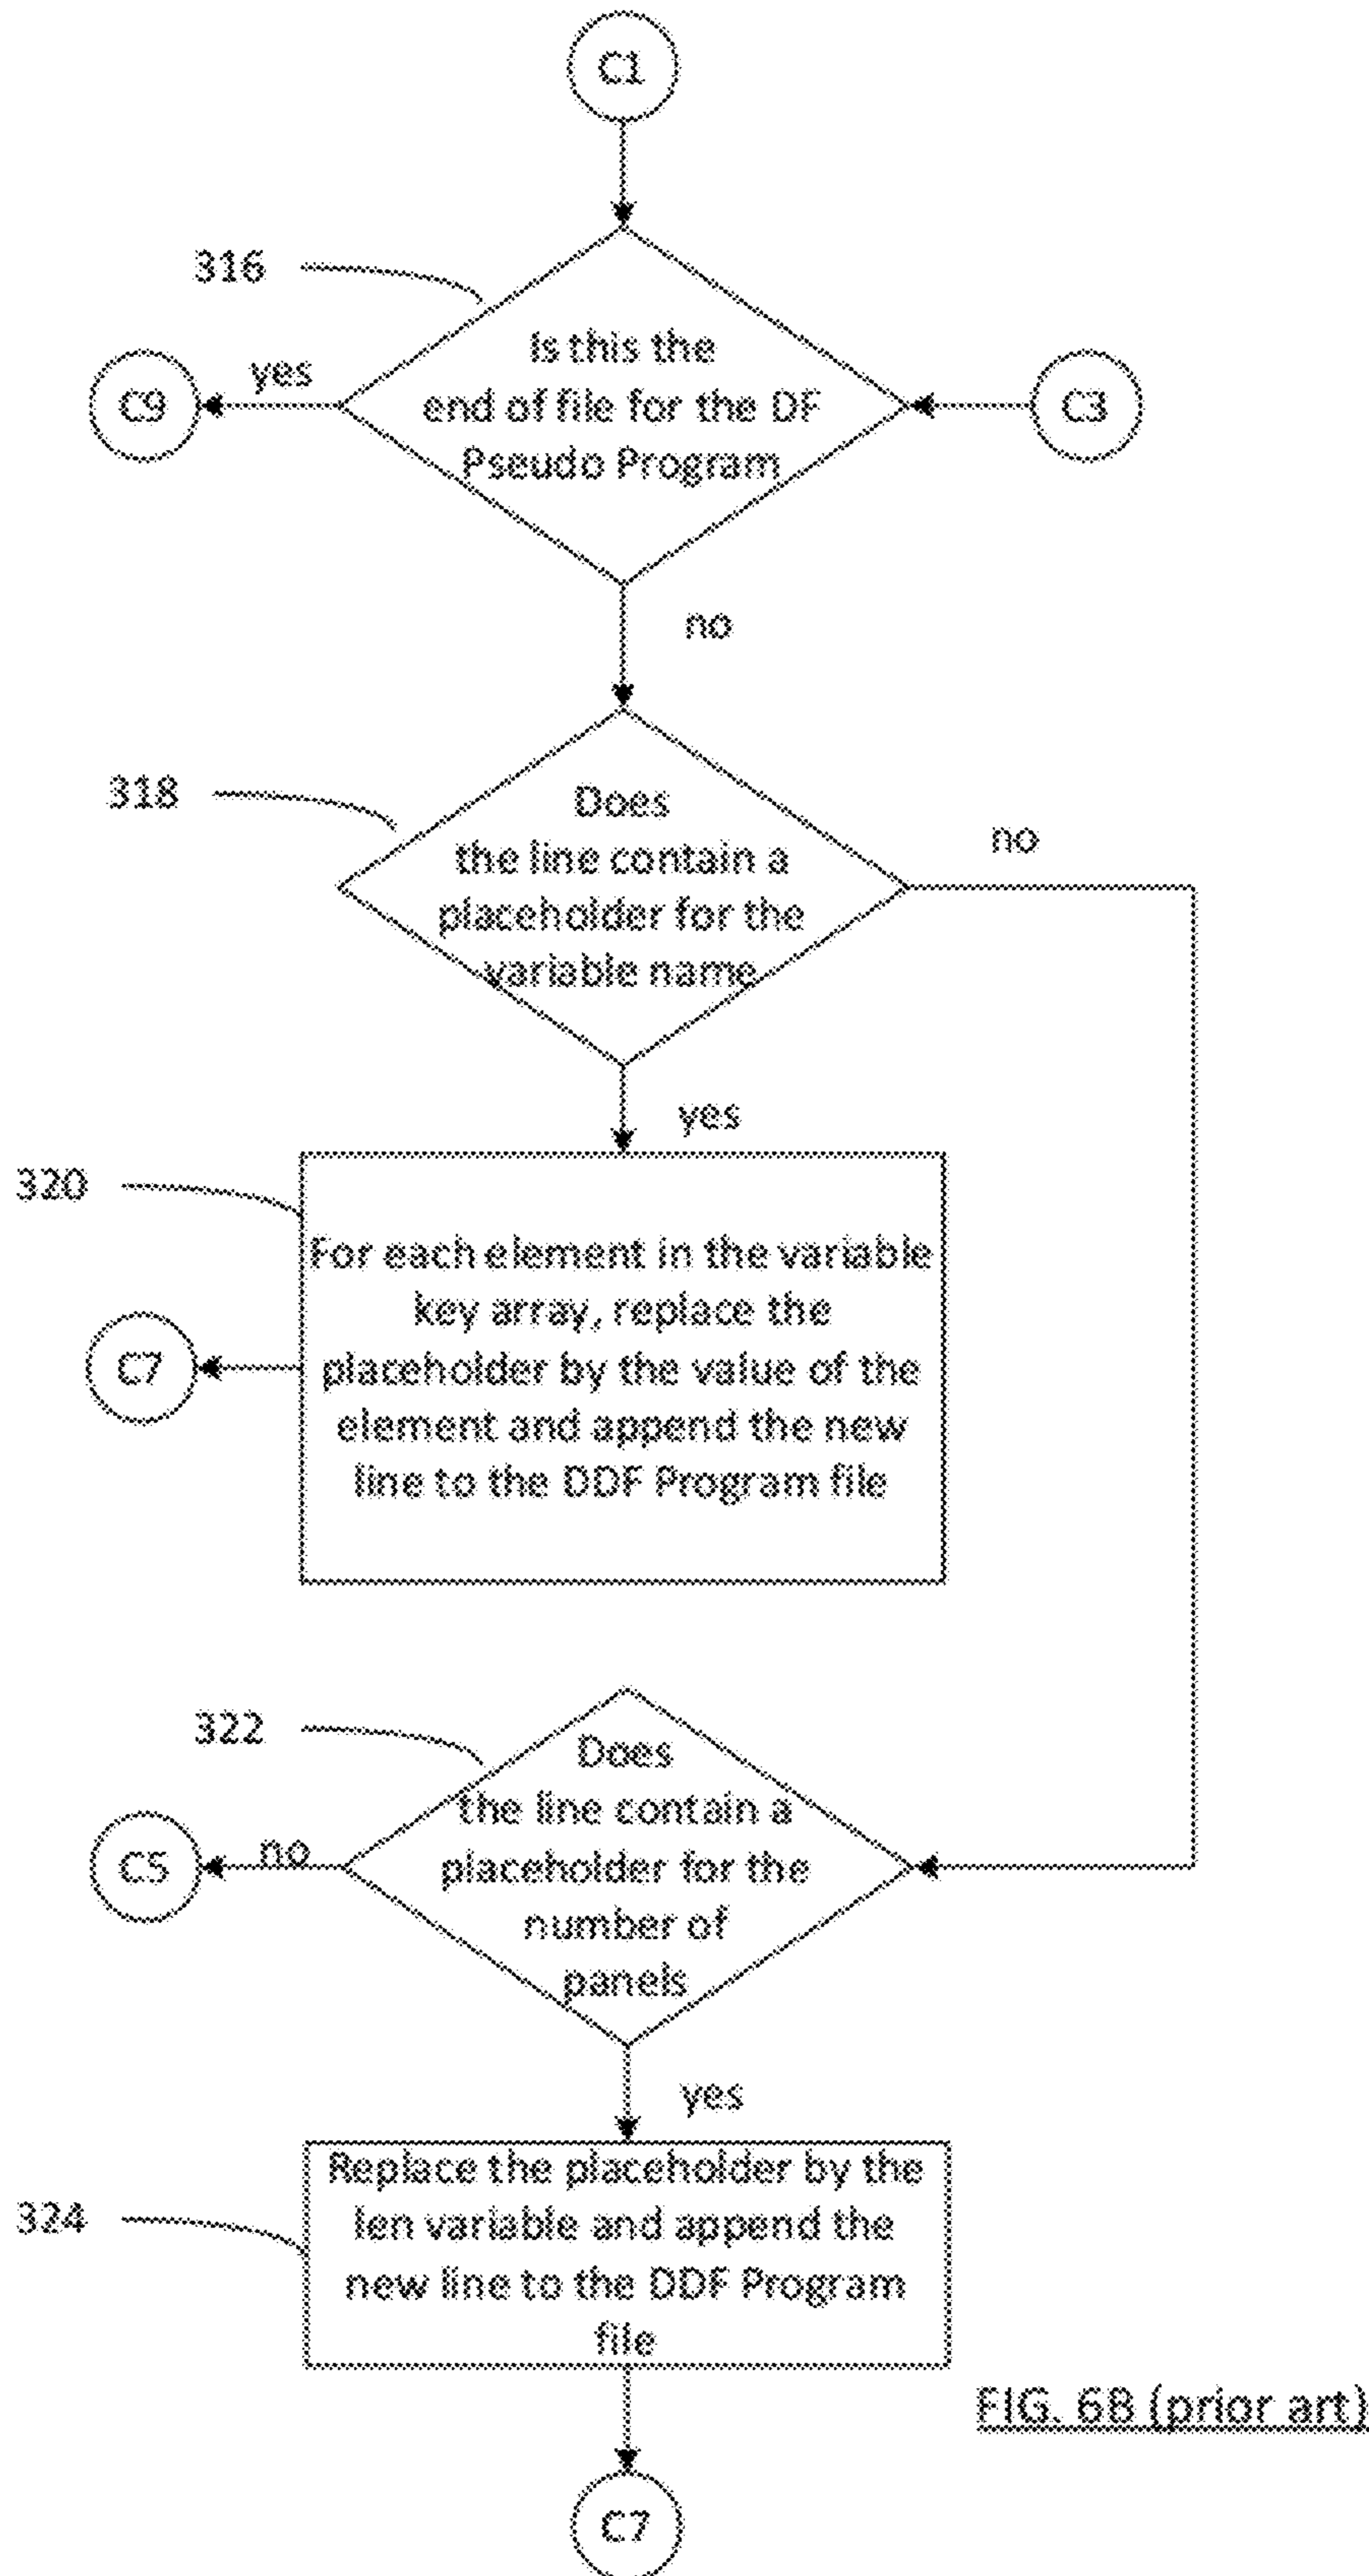 C1
316
Is this the
end of file for the DF
Pseudo Program
yes
C9
C3
no
318
Does
the line contain a
placeholder for the
variable name
no
yes
320
For each element in the variable
key array, replace the
placeholder by the value of the
element and append the new
line to the DDF Program file
C7
322
Does
the line contain a
placeholder for the
number of
panels
no
C5
yes
324
Replace the placeholder by the
len variable and append the
new line to the DDF Program
file
FIG. 6B (prior art)
C7